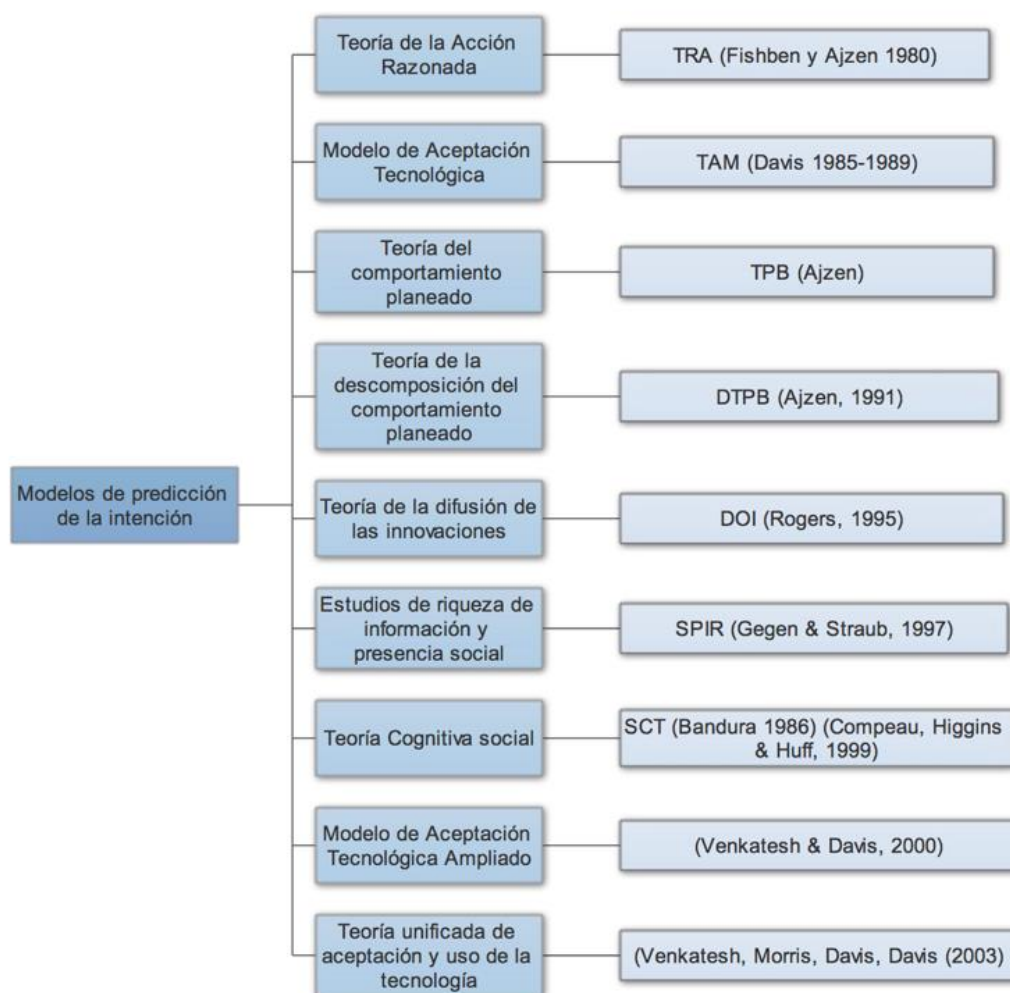 Teoría de la Acción
Razonada
TRA (Fishben y Ajzen 1980)
Modelo de Aceptación
Tecnológica
TAM (Davis 1985-1989)
Teoría del
comportamiento
planeado
TPB (Ajzen)
Teoría de la
descomposición del
comportamiento
planeado
DTPB (Ajzen, 1991)
Modelos de predicción
de la intención
Teoría de la difusión de
las innovaciones
DOI (Rogers, 1995)
Estudios de riqueza de
información y
presencia social
SPIR (Gegen & Straub, 1997)
Teoría Cognitiva social
SCT (Bandura 1986) (Compeau, Higgins
& Huff, 1999)
Modelo de Aceptación
Tecnológica Ampliado
(Venkatesh & Davis, 2000)
Teoría unificada de
aceptación y uso de la
tecnología
(Venkatesh, Morris, Davis, Davis (2003)